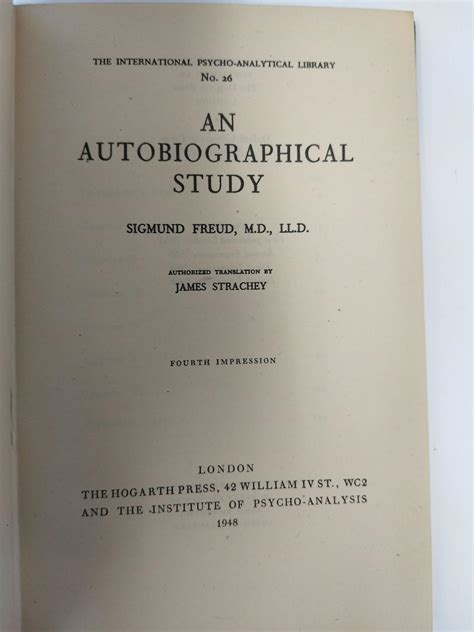 THE INTERNATIONAL PSYCHO-ANALYTICAL LIBRARY
No. 26
AN
AUTOBIOGRAPHICAL
STUDY
SIGMUND FREUD, M.D., LL.D.
AUTHORIZED TRANSLATION BY
JAMES STRACHEY
FOURTH IMPRESSION
LONDON
THE HOGARTH PRESS, 42 WILLIAM IV ST., WC2
AND THE INSTITUTE OF PSYCHO-ANALYSIS
1948